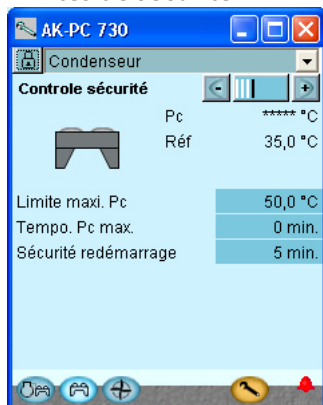 AK-PC 730
Condenseur
Controle sécurité
Pc ***** °C
Réf 35,0 °C
Limite maxi. Pc 50,0 °C
Tempo. Pc max. 0 min.
Sécurité redémarrage 5 min.